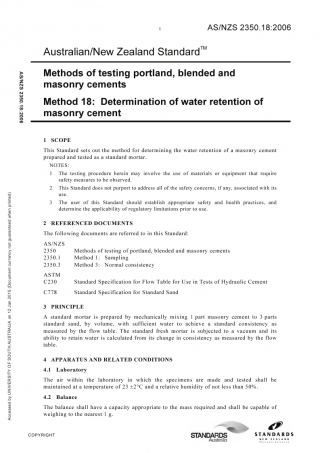 1
AS/NZS 2350.18:2006
Australian/New Zealand Standard™
Methods of testing portland, blended and
masonry cements
Method 18: Determination of water retention of
masonry cement
1 SCOPE
This Standard sets out the method for determining the water retention of a masonry cement
prepared and tested as a standard mortar.
NOTES:
1 The testing procedure herein may involve the use of materials or equipment that require
safety measures to be observed.
2 This Standard does not purport to address all of the safety concerns, if any, associated with its
use.
3 The user of this Standard should establish appropriate safety and health practices, and
determine the applicability of regulatory limitations prior to use.
2 REFERENCED DOCUMENTS
The following documents are referred to in this Standard:
AS/NZS
2350 Methods of testing portland, blended and masonry cements
2350.1 Method 1: Sampling
2350.3 Method 3: Normal consistency
ASTM
C230 Standard Specification for Flow Table for Use in Tests of Hydraulic Cement
C778 Standard Specification for Standard Sand
3 PRINCIPLE
A standard mortar is prepared by mechanically mixing 1 part masonry cement to 3 parts
standard sand, by volume, with sufficient water to achieve a standard consistency as
measured by the flow table. The standard fresh mortar is subjected to a vacuum and its
ability to retain water is calculated from its change in consistency as measured by the flow
table.
4 APPARATUS AND RELATED CONDITIONS
4.1 Laboratory
The air within the laboratory in which the specimens are made and tested shall be
maintained at a temperature of 23 ±2°C and a relative humidity of not less than 50%.
4.2 Balance
The balance shall have a capacity appropriate to the mass required and shall be capable of
weighing to the nearest 1 g.
COPYRIGHT
STANDARDS
Australia
STANDARDS
NEW ZEALAND
AS/NZS 2350.18:2006
Accessed by UNIVERSITY OF SOUTH AUSTRALIA on 12 Jan 2015 (Document currency not guaranteed when printed)